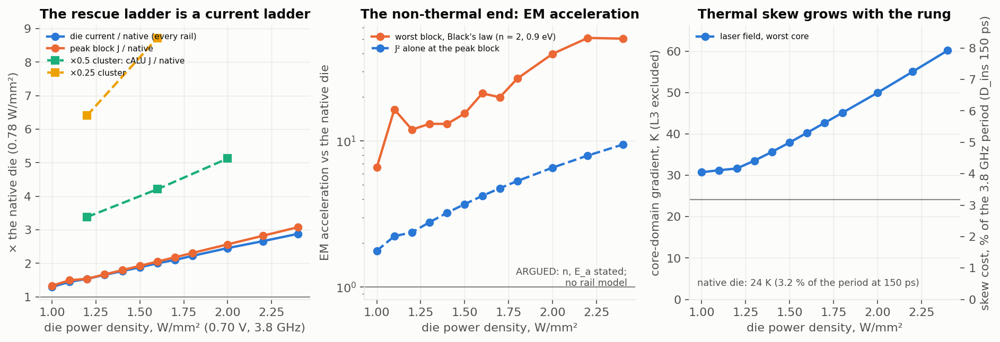 The rescue ladder is a current ladder
× the native die (0.78 W/mm²)
9
8
7
6
5
4
3
2
1
die current / native (every rail)
peak block J / native
×0.5 cluster: cALU J / native
×0.25 cluster
1.00 1.25 1.50 1.75 2.00 2.25
die power density, W/mm² (0.70 V, 3.8 GHz)
The non-thermal end: EM acceleration
EM acceleration vs the native die
10¹
10⁰
worst block, Black's law (n = 2, 0.9 eV)
J² alone at the peak block
ARGUED: n, E_a stated;
no rail model
1.00 1.25 1.50 1.75 2.00 2.25
die power density, W/mm²
Thermal skew grows with the rung
core-domain gradient, K (L3 excluded)
60
50
40
30
20
10
0
laser field, worst core
native die: 24 K (3.2 % of the period at 150 ps)
1.00 1.25 1.50 1.75 2.00 2.25
die power density, W/mm²
8
7
6
5
4
3
2
1
0
skew cost, % of the 3.8 GHz period (D_ins 150 ps)